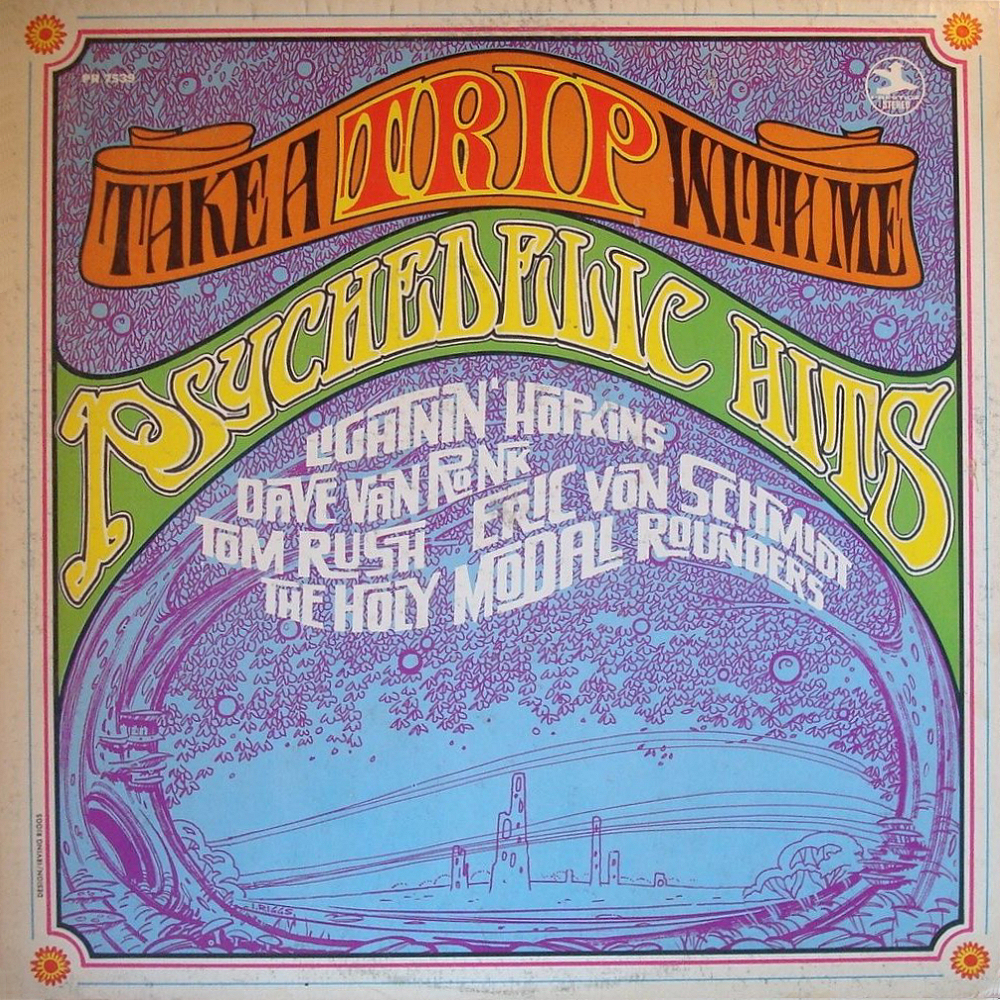 PR 7539
PRESTIGE
STEREO
TAKE A TRIP WITH ME
PSYCHEDELIC HITS
LIGHTNIN' HOPKINS
DAVE VAN RONK
ERIC VON SCHMIDT
TOM RUSH
THE HOLY MODAL ROUNDERS
DESIGN/IRVING RIGGS
I. RIGGS